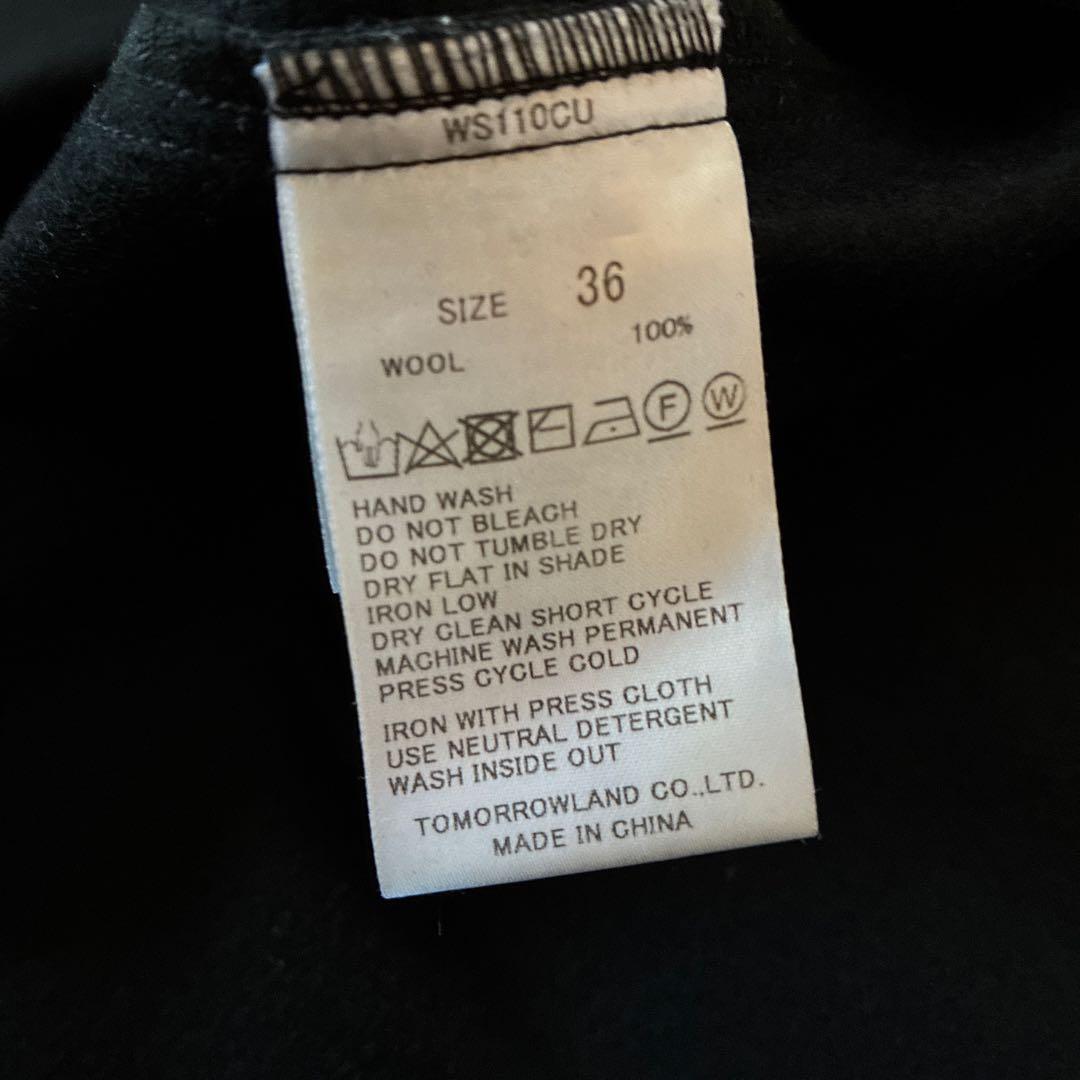 WS110CU
SIZE 36
WOOL 100%
F W
HAND WASH
DO NOT BLEACH
DO NOT TUMBLE DRY
DRY FLAT IN SHADE
IRON LOW
DRY CLEAN SHORT CYCLE
MACHINE WASH PERMANENT
PRESS CYCLE COLD
IRON WITH PRESS CLOTH
USE NEUTRAL DETERGENT
WASH INSIDE OUT
TOMORROWLAND CO.,LTD.
MADE IN CHINA